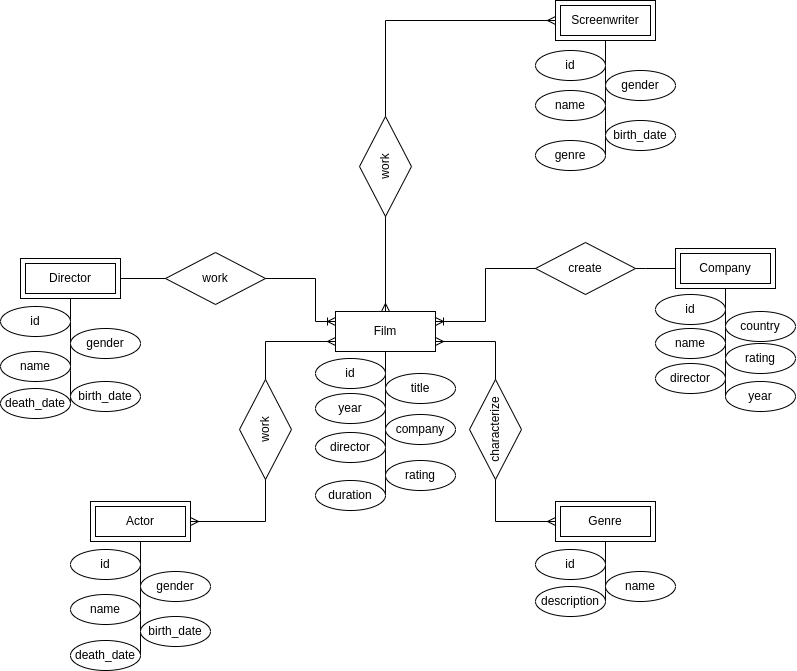 Screenwriter
id
gender
name
birth_date
genre
work
Director
id
gender
name
birth_date
death_date
work
create
Company
id
country
name
rating
director
year
Film
id
title
year
company
director
rating
duration
work
characterize
Actor
id
gender
name
birth_date
death_date
Genre
id
name
description